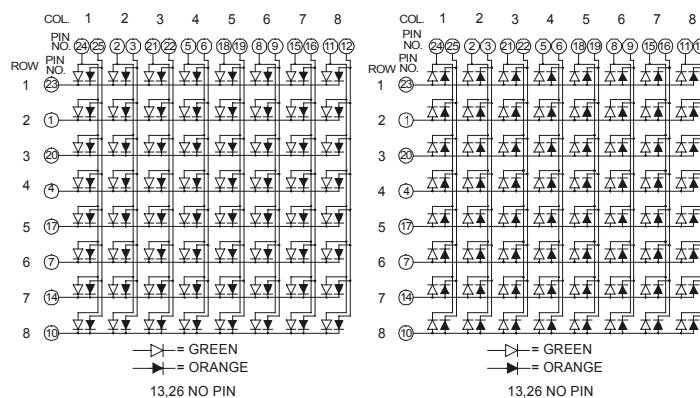 COL. 1 2 3 4 5 6 7 8
PIN NO. 24 25 2 3 21 22 5 6 18 19 8 9 15 16 11 12
ROW PIN NO.
1 23
2 1
3 20
4 4
5 17
6 7
7 14
8 10
= GREEN
= ORANGE
13,26 NO PIN
COL. 1 2 3 4 5 6 7 8
PIN NO. 24 25 2 3 21 22 5 6 18 19 8 9 15 16 11
ROW PIN NO.
1 23
2 1
3 20
4 4
5 17
6 7
7 14
8 10
= GREEN
= ORANGE
13,26 NO PIN